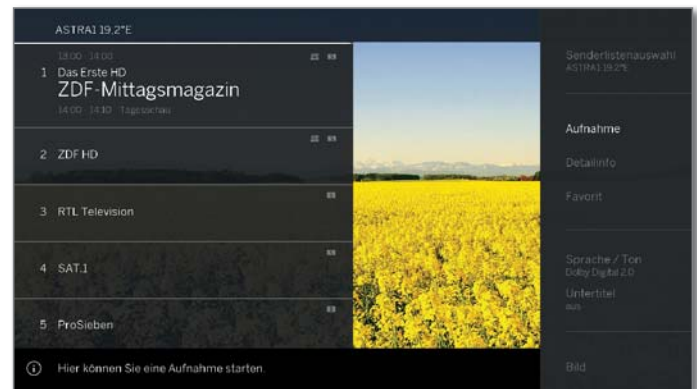 ASTRA1 19,2°E
13:00 - 14:00
1 Das Erste HD
ZDF-Mittagsmagazin
14:00 - 14:10 Tagesschau
2 ZDF HD
3 RTL Television
4 SAT.1
5 ProSieben
Hier können Sie eine Aufnahme starten.
Senderlistenauswahl
ASTRA1 19,2°E
Aufnahme
Detailinfo
Favorit
Sprache / Ton
Dolby Digital 2.0
Untertitel
aus
Bild